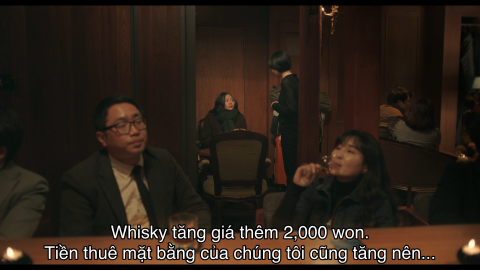 Whisky tăng giá thêm 2,000 won.
Tiền thuê mặt bằng của chúng tôi cũng tăng nên...